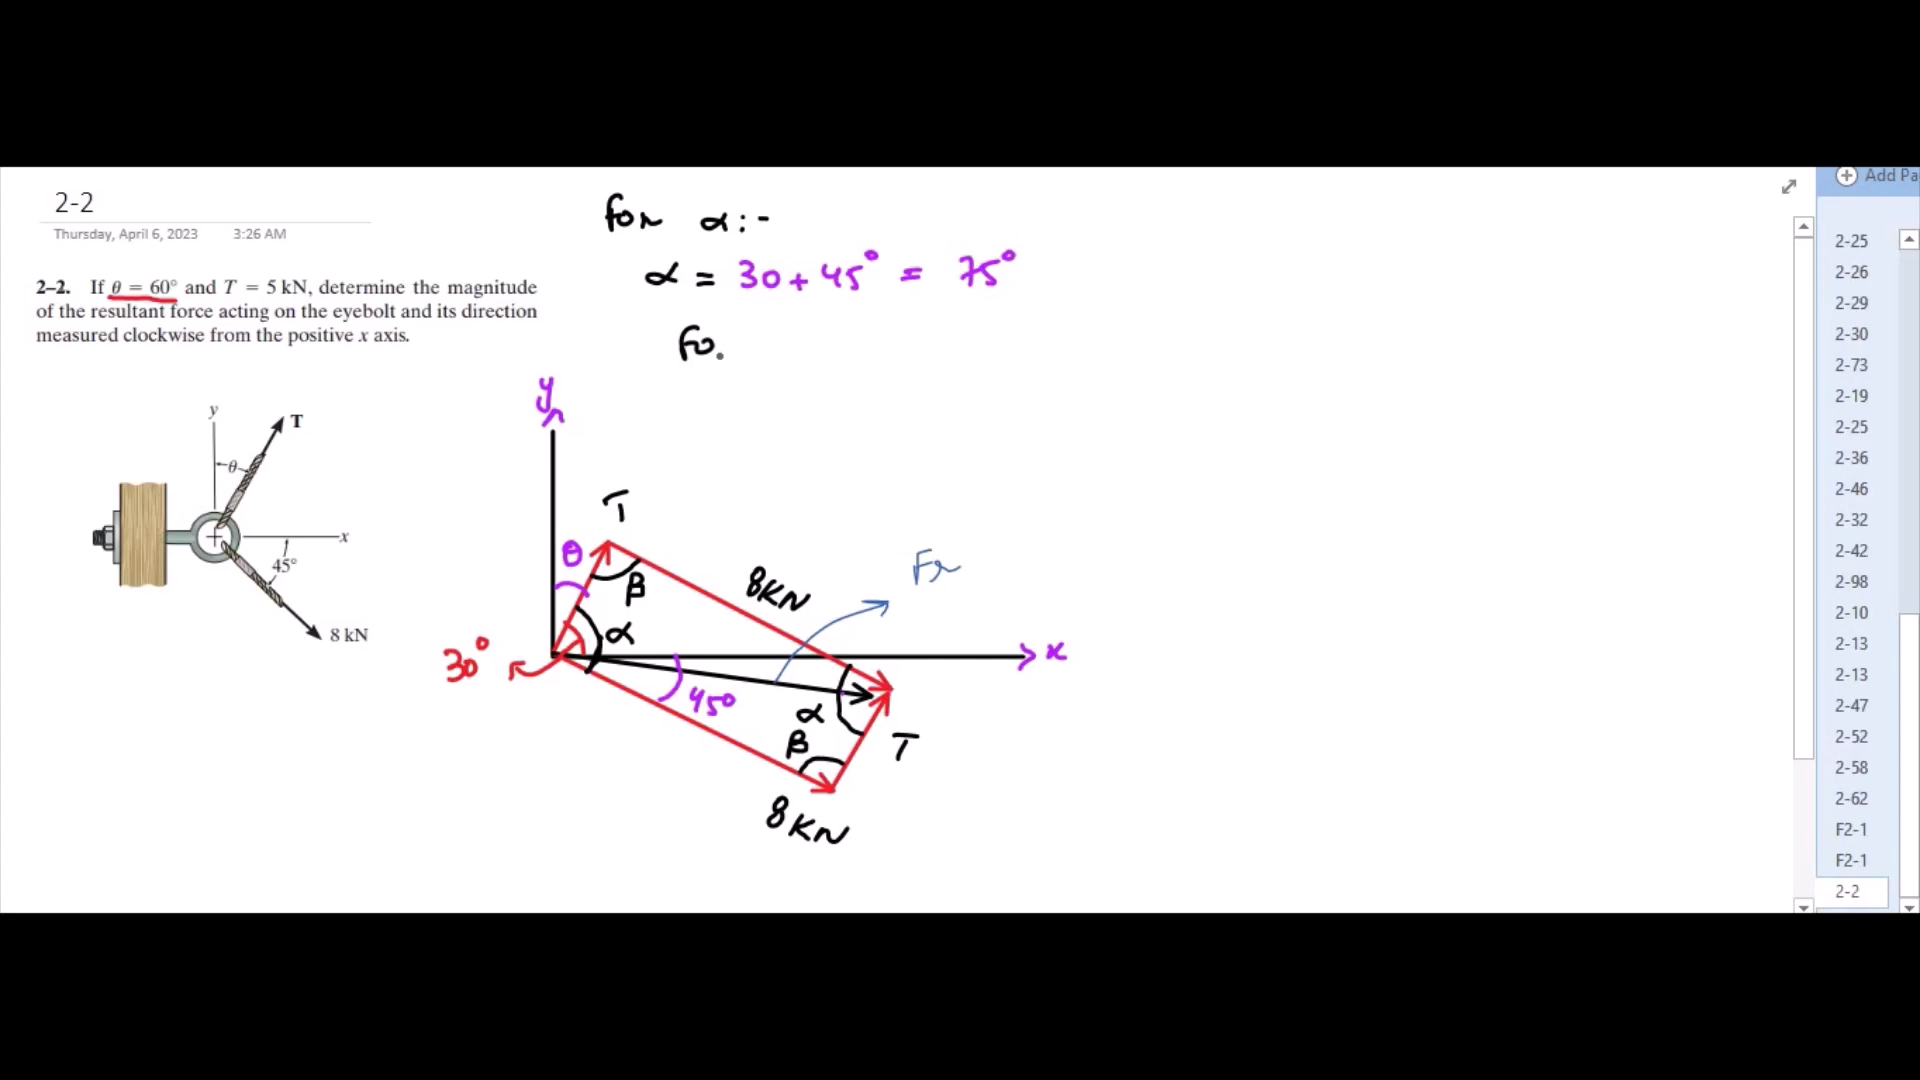 2-2
Thursday, April 6, 2023 3:26 AM
2–2. If θ = 60° and T = 5 kN, determine the magnitude
of the resultant force acting on the eyebolt and its direction
measured clockwise from the positive x axis.
y
T
θ
x
45°
8 kN
for α:-
α = 30 + 45° = 75°
fo
y
T
θ
β
8KN
Fr
α
30°
x
45°
α
β
T
8KN
Add Pa
2-25
2-26
2-29
2-30
2-73
2-19
2-25
2-36
2-46
2-32
2-42
2-98
2-10
2-13
2-13
2-47
2-52
2-58
2-62
F2-1
F2-1
2-2